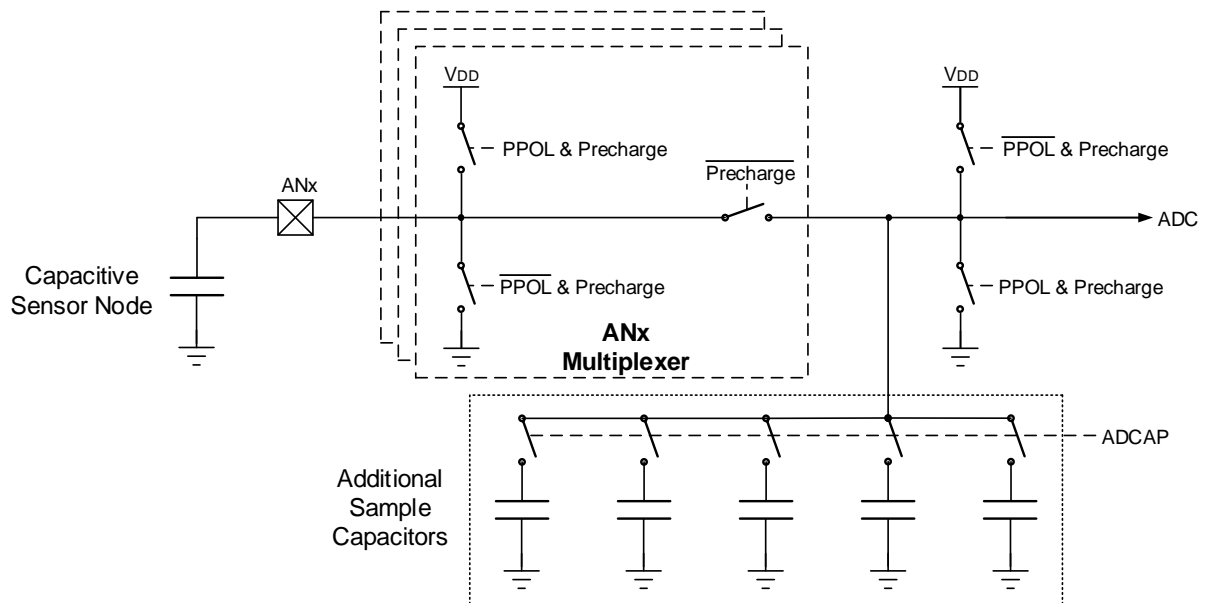 VDD
VDD
PPOL & Precharge
PPOL & Precharge
Precharge
ANx
ADC
Capacitive
Sensor Node
PPOL & Precharge
PPOL & Precharge
ANx
Multiplexer
ADCAP
Additional
Sample
Capacitors